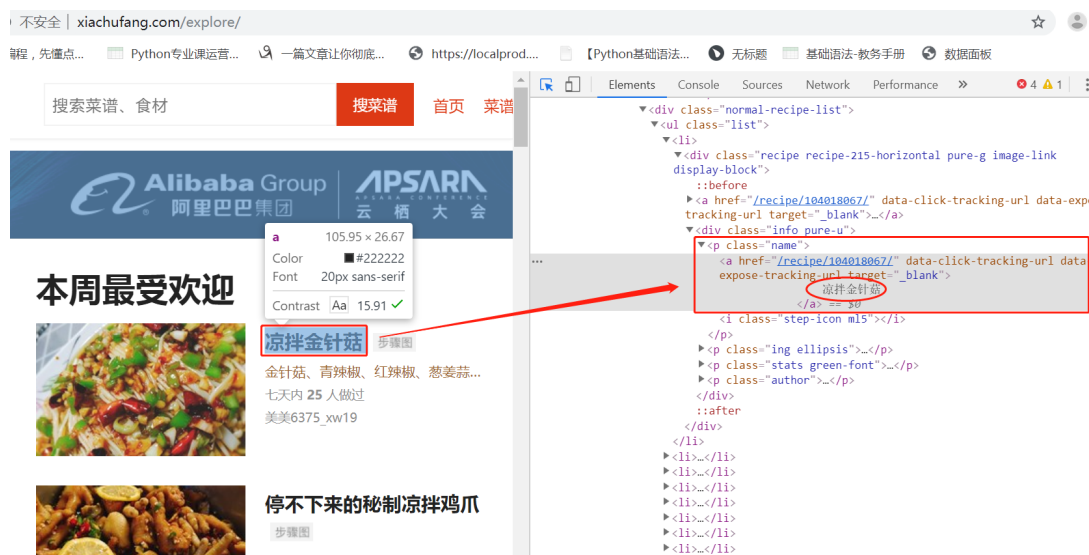 不安全 | xiachufang.com/explore/
编程，先懂点... Python专业课运营... 一篇文章让你彻底... https://localprod.... 【Python基础语法... 无标题 基础语法-教务手册 数据面板
搜索菜谱、食材 搜菜谱 首页 菜谱
Alibaba Group
阿里巴巴集团
APSARA
APSARA CONFERENCE
云栖大会
a 105.95 × 26.67
Color #222222
Font 20px sans-serif
Contrast Aa 15.91
本周最受欢迎
凉拌金针菇 步骤图
金针菇、青辣椒、红辣椒、葱姜蒜...
七天内 25 人做过
美美6375_xw19
停不下来的秘制凉拌鸡爪
步骤图
Elements Console Sources Network Performance » 4 1
<div class="normal-recipe-list">
<ul class="list">
<li>
<div class="recipe recipe-215-horizontal pure-g image-link
display-block">
::before
<a href="/recipe/104018067/" data-click-tracking-url data-expo
tracking-url target="_blank">…</a>
<div class="info pure-u">
<p class="name">
<a href="/recipe/104018067/" data-click-tracking-url data
expose-tracking-url target="_blank">
凉拌金针菇
</a> == $0
<i class="step-icon ml5"></i>
</p>
<p class="ing ellipsis">…</p>
<p class="stats green-font">…</p>
<p class="author">…</p>
</div>
::after
</div>
</li>
<li>…</li>
<li>…</li>
<li>…</li>
<li>…</li>
<li>…</li>
<li>…</li>
<li>…</li>